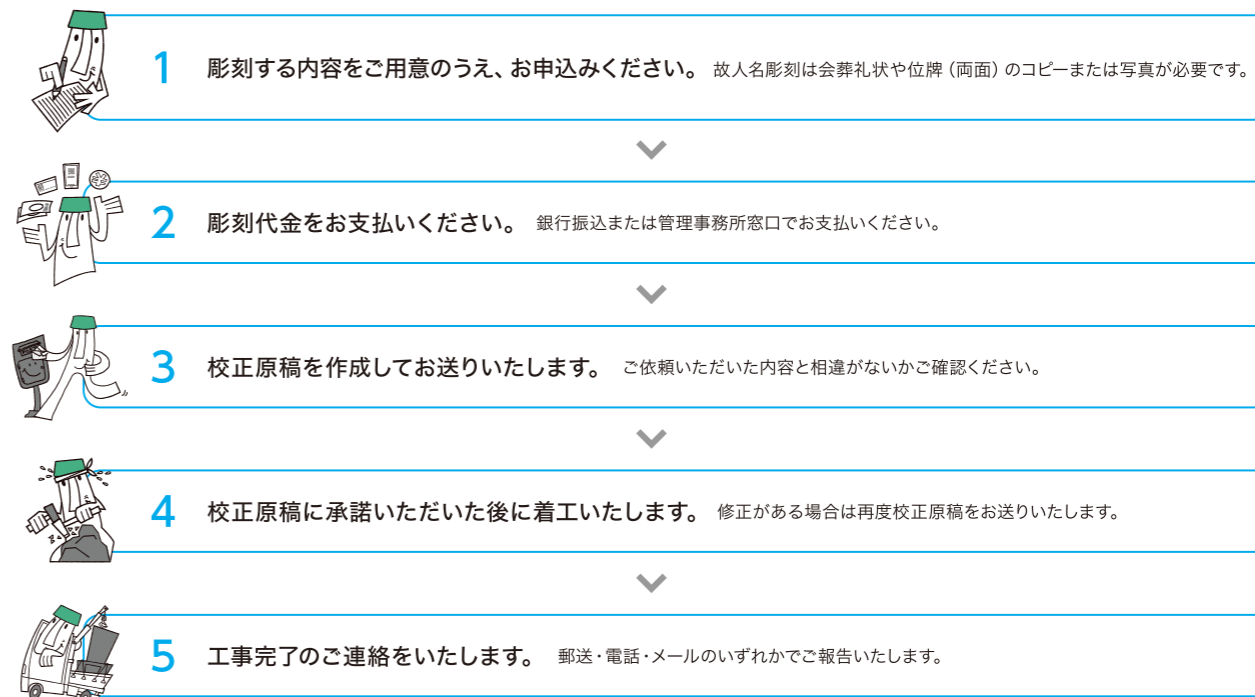 1 彫刻する内容をご用意のうえ、お申込みください。 故人名彫刻は会葬礼状や位牌（両面）のコピーまたは写真が必要です。
2 彫刻代金をお支払いください。 銀行振込または管理事務所窓口でお支払いください。
3 校正原稿を作成してお送りいたします。 ご依頼いただいた内容と相違がないかご確認ください。
4 校正原稿に承諾いただいた後に着工いたします。 修正がある場合は再度校正原稿をお送りいたします。
5 工事完了のご連絡をいたします。 郵送・電話・メールのいずれかでご報告いたします。